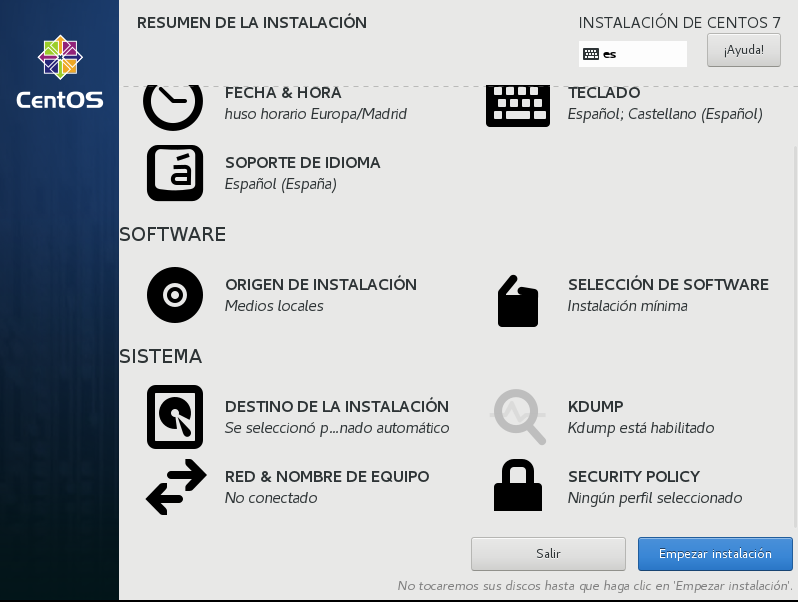 RESUMEN DE LA INSTALACIÓN
INSTALACIÓN DE CENTOS 7
es
¡Ayuda!
CentOS
FECHA & HORA
huso horario Europa/Madrid
TECLADO
Español; Castellano (Español)
SOPORTE DE IDIOMA
Español (España)
SOFTWARE
ORIGEN DE INSTALACIÓN
Medios locales
SELECCIÓN DE SOFTWARE
Instalación mínima
SISTEMA
DESTINO DE LA INSTALACIÓN
Se seleccionó p...nado automático
KDUMP
Kdump está habilitado
RED & NOMBRE DE EQUIPO
No conectado
SECURITY POLICY
Ningún perfil seleccionado
Salir
Empezar instalación
No tocaremos sus discos hasta que haga clic en 'Empezar instalación'.